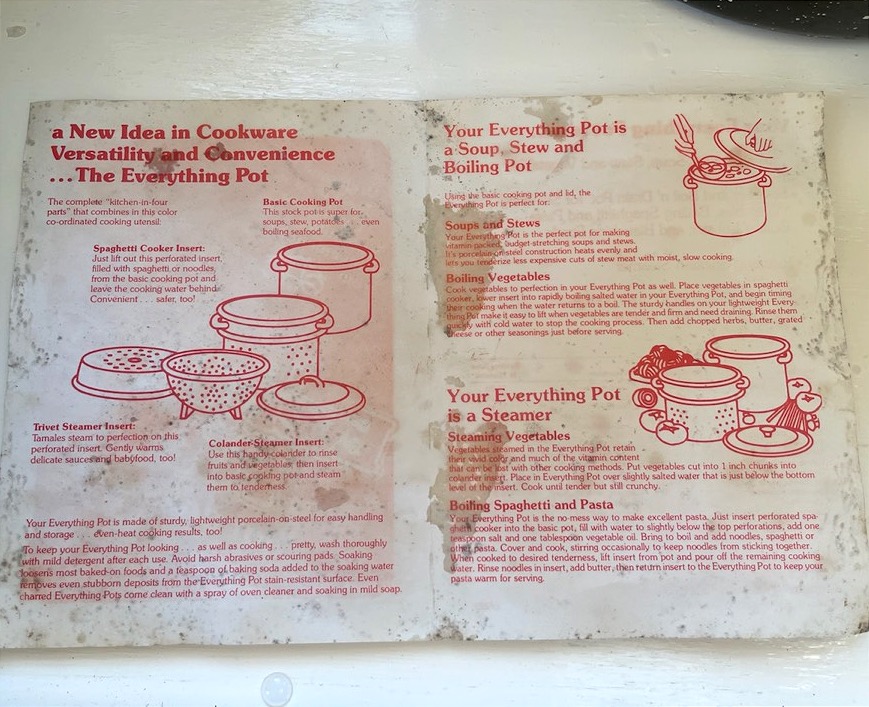 a New Idea in Cookware
Versatility and Convenience
...The Everything Pot
The complete "kitchen-in-four
parts" that combines in this color
co-ordinated cooking utensil:
Basic Cooking Pot
This stock pot is super for..
soups, stew, potatoes . . . even
boiling seafood.
Spaghetti Cooker Insert:
Just lift out this perforated insert,
filled with spaghetti or noodles,
from the basic cooking pot and
leave the cooking water behind.
Convenient . . . safer, too!
Trivet Steamer Insert:
Tamales steam to perfection on this
perforated insert. Gently warms
delicate sauces and babyfood, too!
Colander-Steamer Insert:
Use this handy colander to rinse
fruits and vegetables, then insert
into basic cooking pot and steam
them to tenderness.
Your Everything Pot is made of sturdy, lightweight porcelain-on-steel for easy handling
and storage . . . even-heat cooking results, too!
To keep your Everything Pot looking . . . as well as cooking . . . pretty, wash thoroughly
with mild detergent after each use. Avoid harsh abrasives or scouring pads. Soaking
loosens most baked-on foods and a teaspoon of baking soda added to the soaking water
removes even stubborn deposits from the Everything Pot stain-resistant surface. Even
charred Everything Pots come clean with a spray of oven cleaner and soaking in mild soap.
Your Everything Pot is
a Soup, Stew and
Boiling Pot
Using the basic cooking pot and lid, the
Everything Pot is perfect for:
Soups and Stews
Your Everything Pot is the perfect pot for making
vitamin packed, budget-stretching soups and stews.
It's porcelain-on-steel construction heats evenly and
lets you tenderize less expensive cuts of stew meat with moist, slow cooking.
Boiling Vegetables
Cook vegetables to perfection in your Everything Pot as well. Place vegetables in spaghetti
cooker, lower insert into rapidly boiling salted water in your Everything Pot, and begin timing
their cooking when the water returns to a boil. The sturdy handles on your lightweight Every-
thing Pot make it easy to lift when vegetables are tender and firm and need draining. Rinse them
quickly with cold water to stop the cooking process. Then add chopped herbs, butter, grated
cheese or other seasonings just before serving.
Your Everything Pot
is a Steamer
Steaming Vegetables
Vegetables steamed in the Everything Pot retain
their vivid color and much of the vitamin content
that can be lost with other cooking methods. Put vegetables cut into 1 inch chunks into
colander insert. Place in Everything Pot over slightly salted water that is just below the bottom
level of the insert. Cook until tender but still crunchy.
Boiling Spaghetti and Pasta
Your Everything Pot is the no-mess way to make excellent pasta. Just insert perforated spa-
ghetti cooker into the basic pot, fill with water to slightly below the top perforations, add one
teaspoon salt and one tablespoon vegetable oil. Bring to boil and add noodles, spaghetti or
other pasta. Cover and cook, stirring occasionally to keep noodles from sticking together.
When cooked to desired tenderness, lift insert from pot and pour off the remaining cooking
water. Rinse noodles in insert, add butter, then return insert to the Everything Pot to keep your
pasta warm for serving.